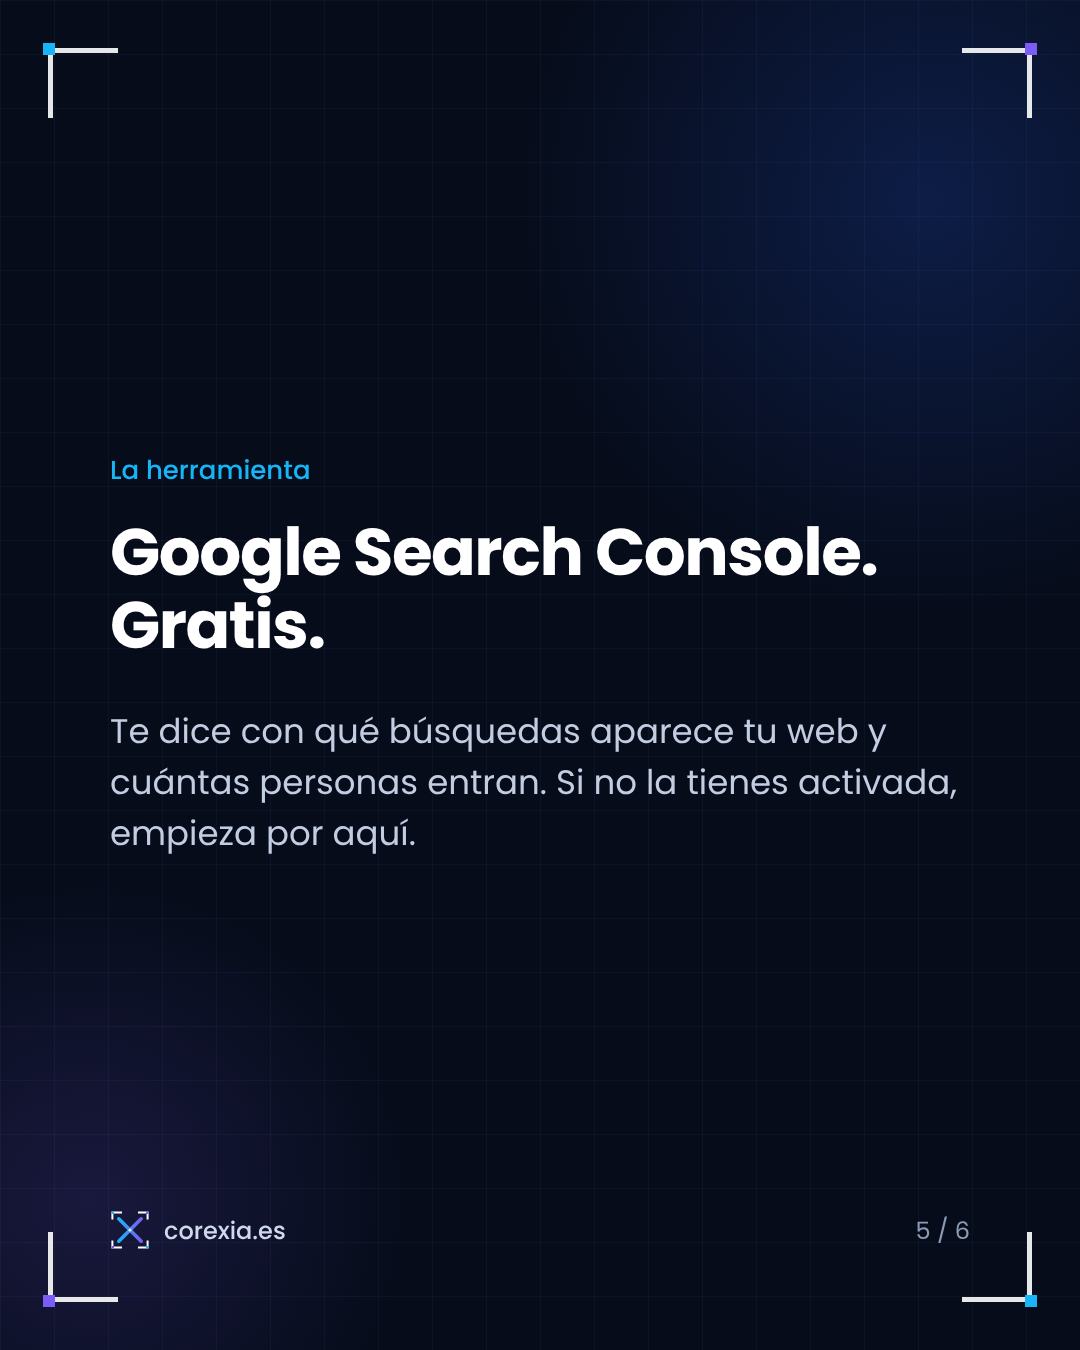 La herramienta
Google Search Console.
Gratis.
Te dice con qué búsquedas aparece tu web y
cuántas personas entran. Si no la tienes activada,
empieza por aquí.
corexia.es
5 / 6